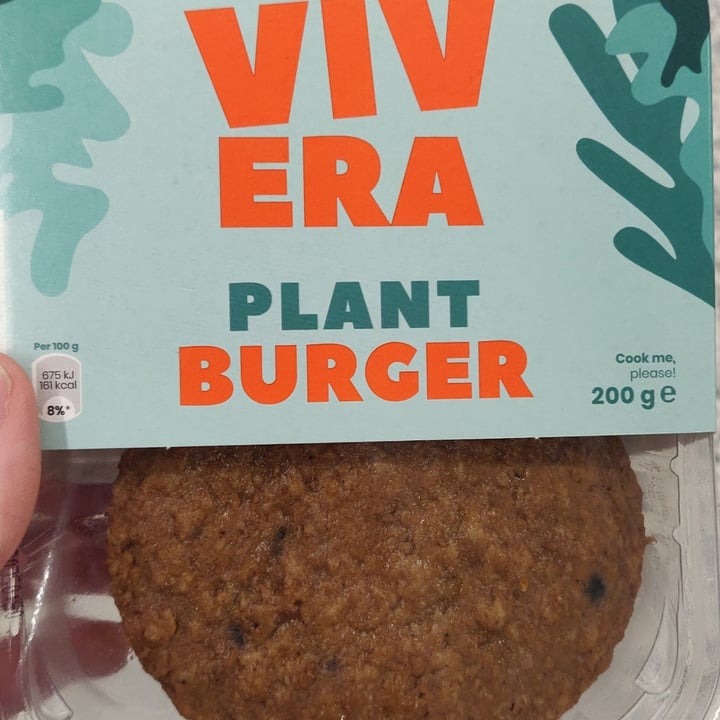 VIV
ERA
PLANT
BURGER
Per 100 g
675 kJ
161 kcal
8%*
Cook me,
please!
200 g e